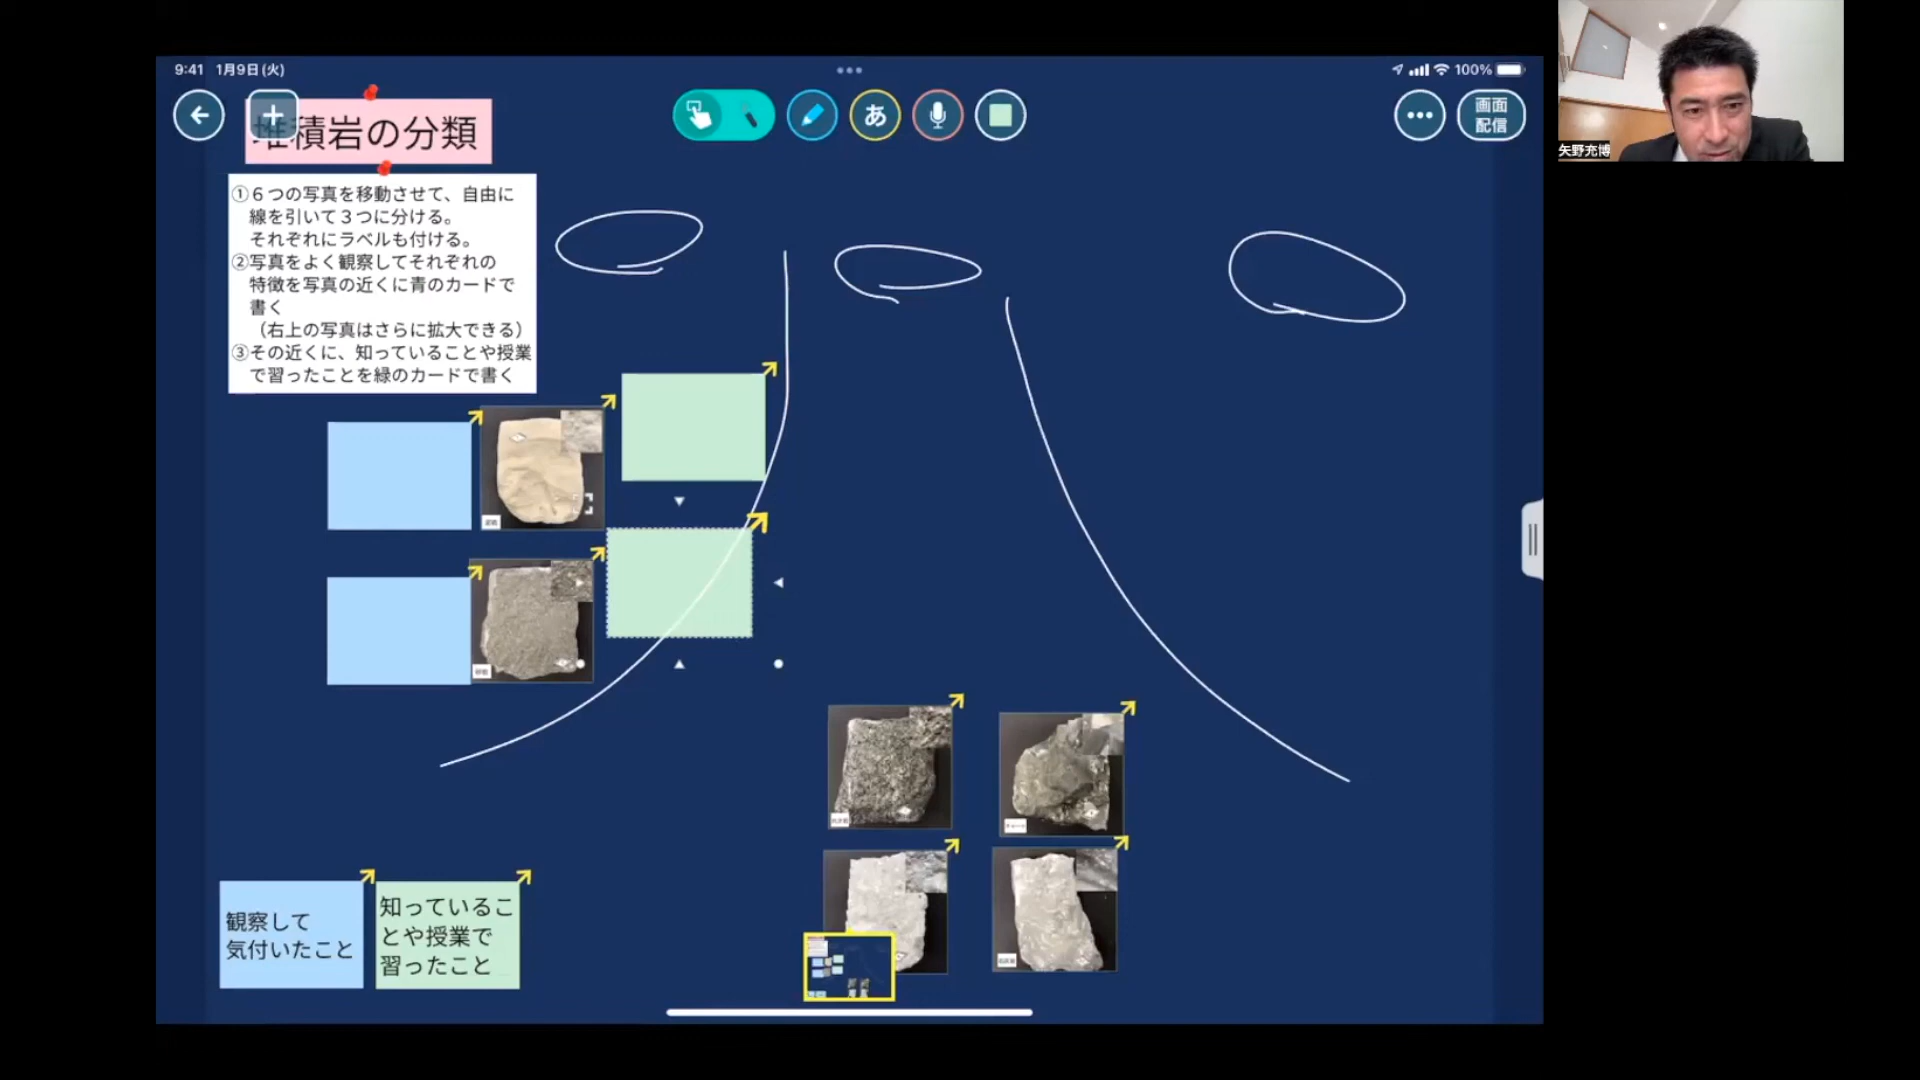 9:41 1月9日(火)
100%
堆積岩の分類
あ
画面
配信
矢野充博
①6つの写真を移動させて、自由に
線を引いて3つに分ける。
それぞれにラベルも付ける。
②写真をよく観察してそれぞれの
特徴を写真の近くに青のカードで
書く
(右上の写真はさらに拡大できる)
③その近くに、知っていることや授業
で習ったことを緑のカードで書く
チャート
観察して
気付いたこと
知っているこ
とや授業で
習ったこと